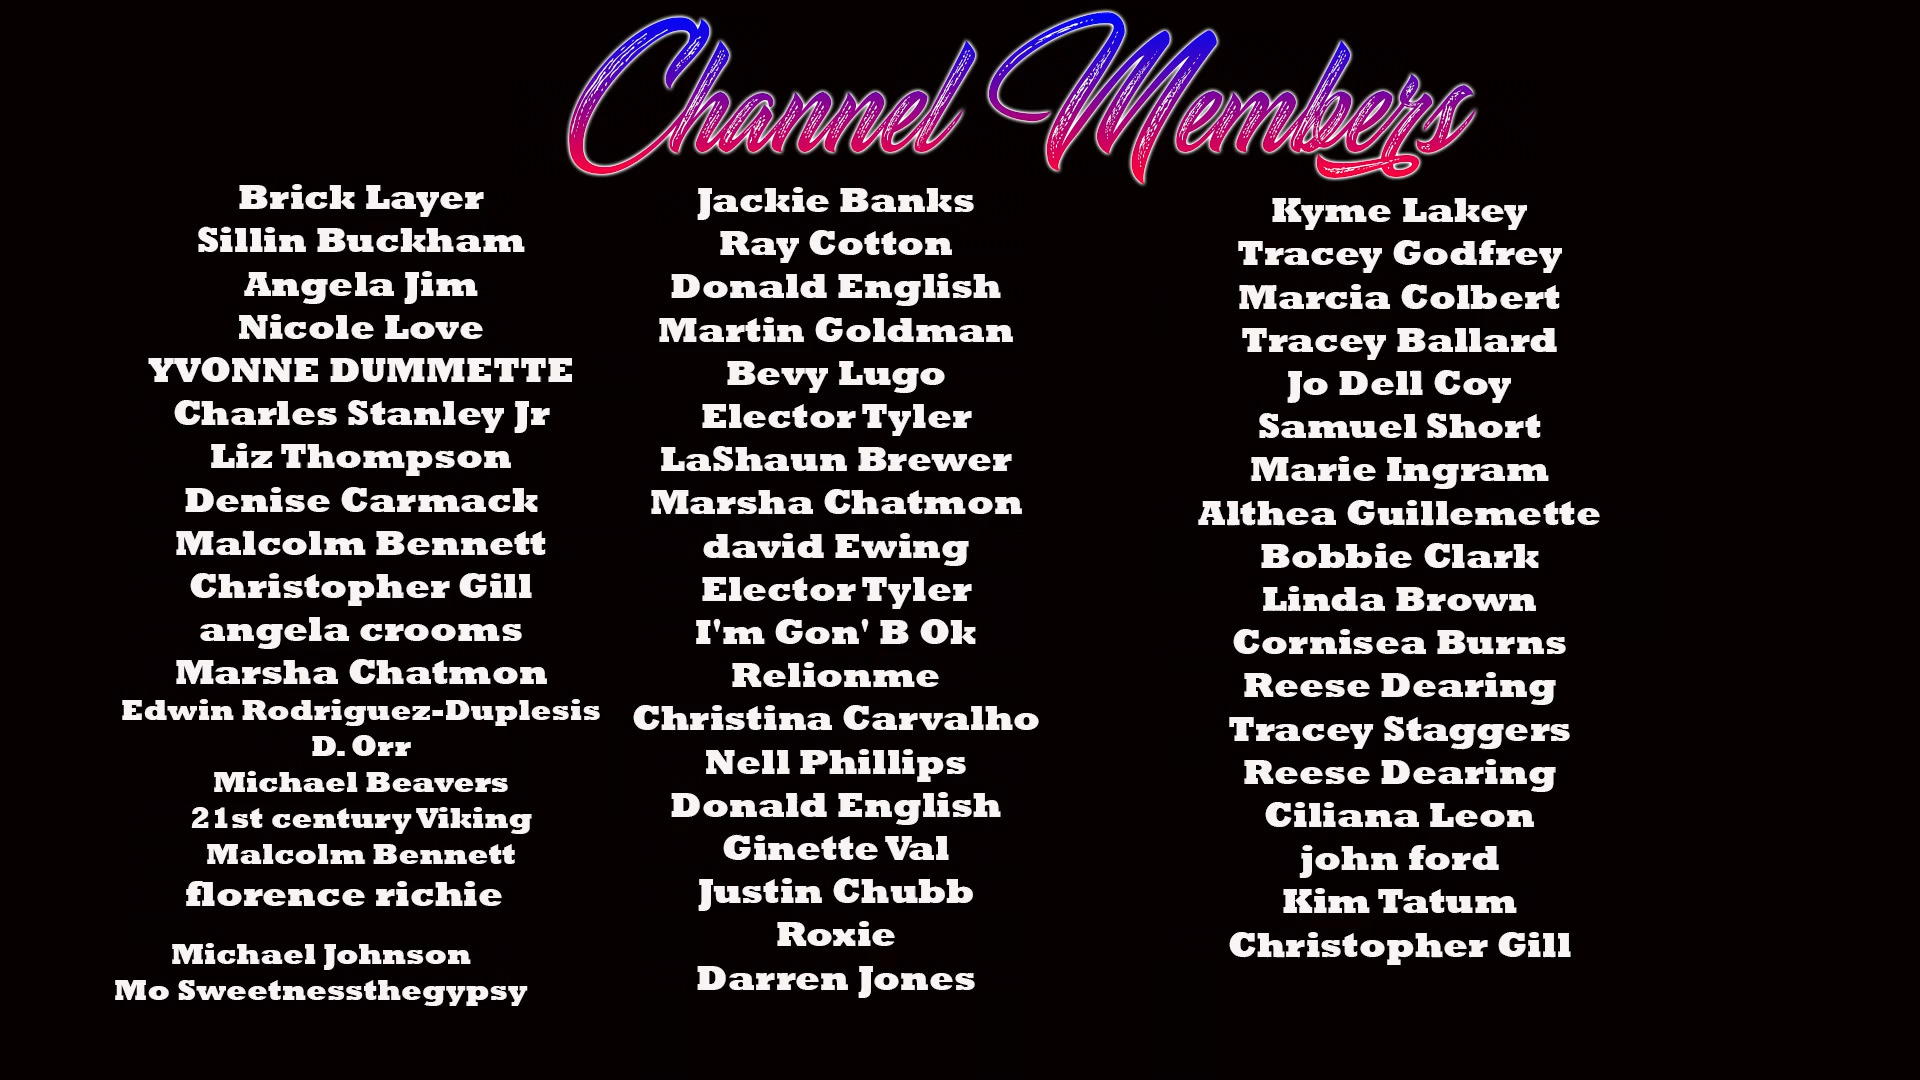 Channel Members
Brick Layer
Sillin Buckham
Angela Jim
Nicole Love
YVONNE DUMMETTE
Charles Stanley Jr
Liz Thompson
Denise Carmack
Malcolm Bennett
Christopher Gill
angela crooms
Marsha Chatmon
Edwin Rodriguez-Duplesis
D. Orr
Michael Beavers
21st century Viking
Malcolm Bennett
florence richie
Michael Johnson
Mo Sweetnessthegypsy
Jackie Banks
Ray Cotton
Donald English
Martin Goldman
Bevy Lugo
Elector Tyler
LaShaun Brewer
Marsha Chatmon
david Ewing
Elector Tyler
I'm Gon' B Ok
Relionme
Christina Carvalho
Nell Phillips
Donald English
Ginette Val
Justin Chubb
Roxie
Darren Jones
Kyme Lakey
Tracey Godfrey
Marcia Colbert
Tracey Ballard
Jo Dell Coy
Samuel Short
Marie Ingram
Althea Guillemette
Bobbie Clark
Linda Brown
Cornisea Burns
Reese Dearing
Tracey Staggers
Reese Dearing
Ciliana Leon
john ford
Kim Tatum
Christopher Gill